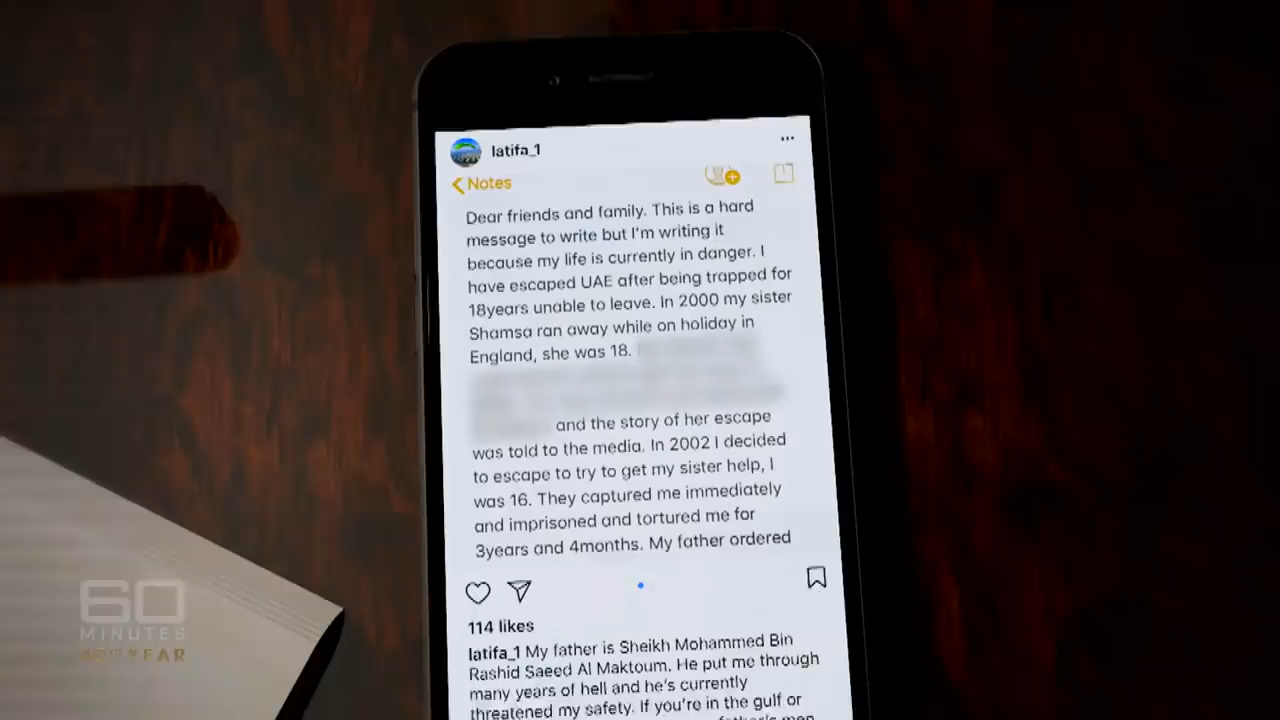 latifa_1
Notes
Dear friends and family. This is a hard
message to write but I'm writing it
because my life is currently in danger. I
have escaped UAE after being trapped for
18years unable to leave. In 2000 my sister
Shamsa ran away while on holiday in
England, she was 18.
and the story of her escape
was told to the media. In 2002 I decided
to escape to try to get my sister help, I
was 16. They captured me immediately
and imprisoned and tortured me for
3years and 4months. My father ordered
114 likes
latifa_1 My father is Sheikh Mohammed Bin
Rashid Saeed Al Maktoum. He put me through
many years of hell and he's currently
threatened my safety. If you're in the gulf or
father's men
60
MINUTES
YEAR